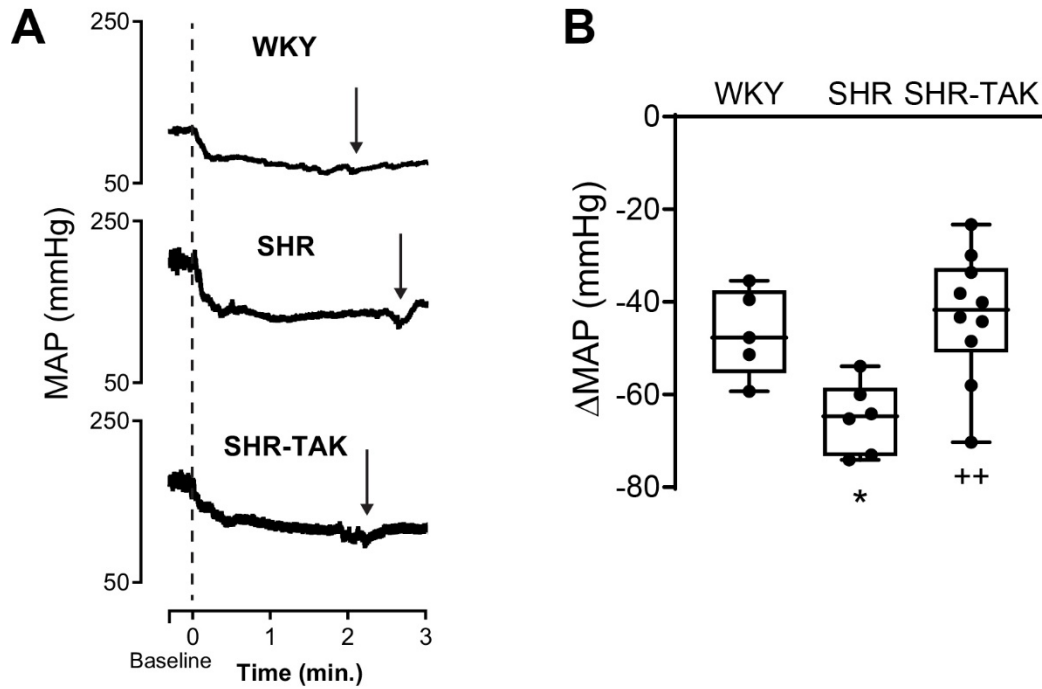 A
250
WKY
50
250
SHR
MAP (mmHg)
50
250
SHR-TAK
50
0 1 2 3
Baseline
Time (min.)
B
WKY SHR SHR-TAK
0
-20
-40
ΔMAP (mmHg)
-60
-80
* ++